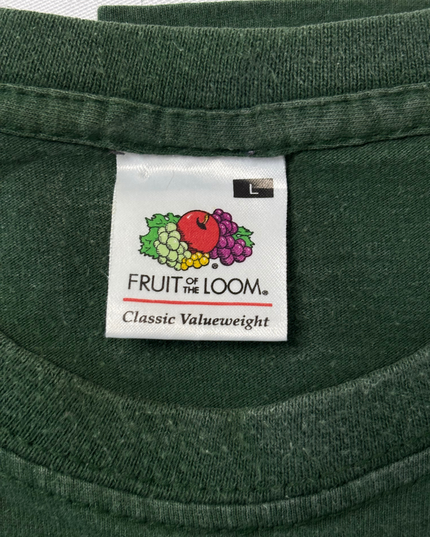 L
FRUIT OF THE LOOM®
Classic Valueweight